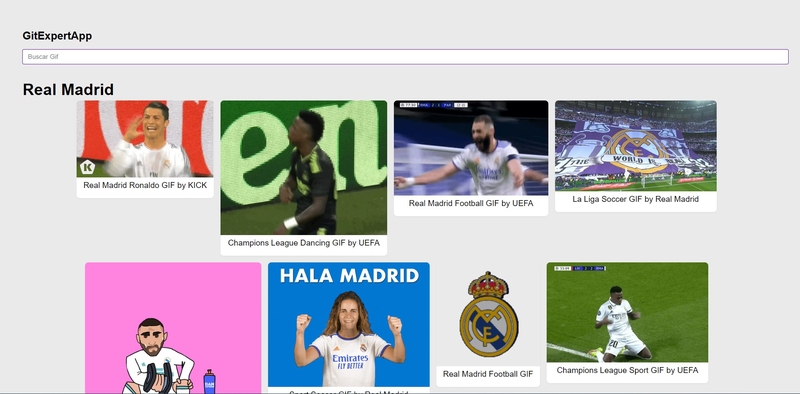 GitExpertApp
Buscar Gif
Real Madrid
K
Real Madrid Ronaldo GIF by KICK
en
Champions League Dancing GIF by UEFA
Real Madrid Football GIF by UEFA
WORLD
La Liga Soccer GIF by Real Madrid
HALA MADRID
Emirates
FLY BETTER
Sport Soccer GIF by Real Madrid
Real Madrid Football GIF
20
Champions League Sport GIF by UEFA